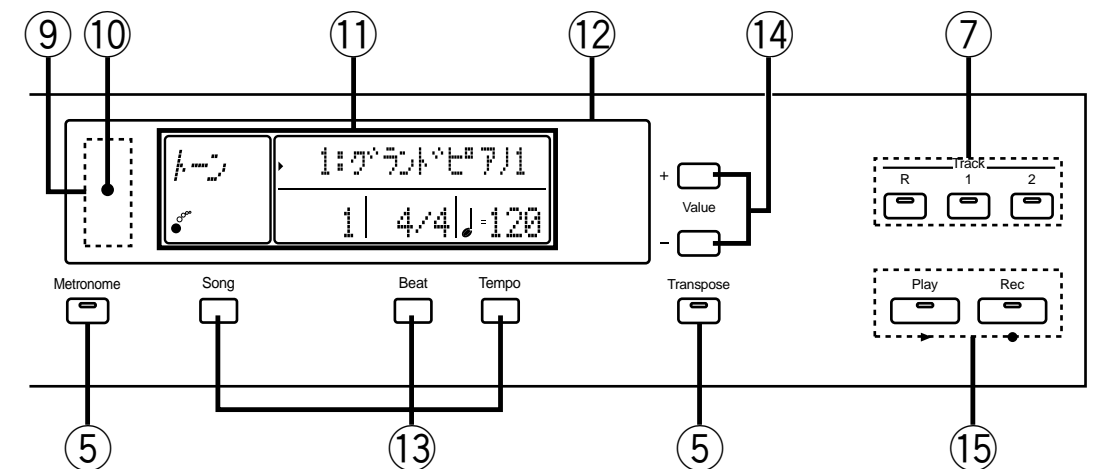 ⑨ ⑩ ⑪ ⑫ ⑭ ⑦
トーン
1:グランドピアノ1
1 4/4 ♩=120
+
Value
−
Track
R 1 2
Metronome Song Beat Tempo Transpose Play Rec
⑤ ⑬ ⑤ ⑮